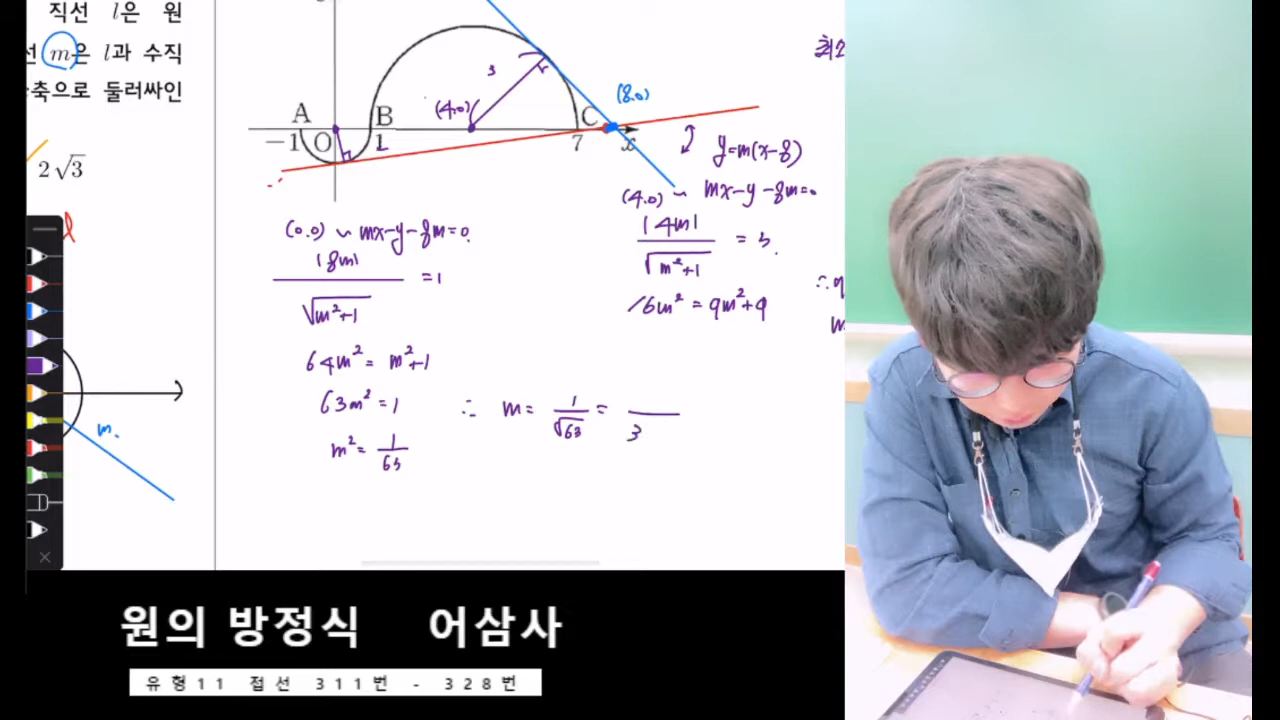 직선 l은 원
선 m은 l과 수직
축으로 둘러싸인
2√3
l
m.
A
B
C
-1
O
1
1
7
x
3
(4,0)
(8,0)
y=m(x-8)
(4,0) ~ mx-y-8m=0
|4m| / √m²+1 = 3.
16m² = 9m²+9
최소
∴
m
(0,0) ~ mx-y-8m=0.
|8m| / √m²+1 = 1
64m² = m²+1
63m² = 1
m² = 1/63
∴ m = 1/√63 =
3
원의 방정식 어삼사
유형11 접선 311번 - 328번